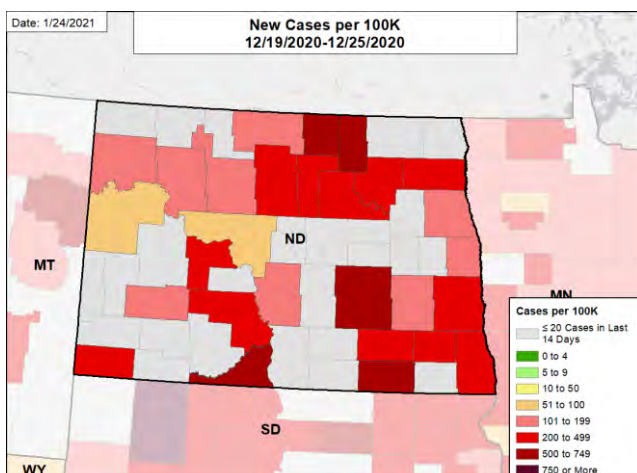 Date: 1/24/2021
New Cases per 100K
12/19/2020-12/25/2020
ND
MT
MN
SD
WY
Cases per 100K
≤ 20 Cases in Last
14 Days
0 to 4
5 to 9
10 to 50
51 to 100
101 to 199
200 to 499
500 to 749
750 or More